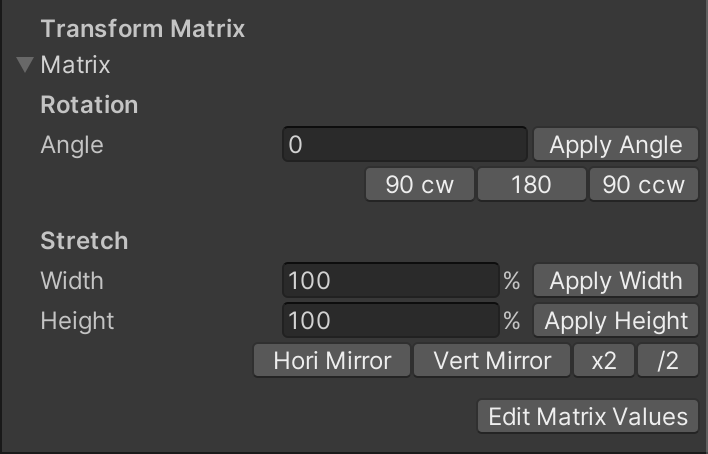 Transform Matrix
Matrix
Rotation
Angle 0 Apply Angle
90 cw 180 90 ccw
Stretch
Width 100 % Apply Width
Height 100 % Apply Height
Hori Mirror Vert Mirror x2 /2
Edit Matrix Values